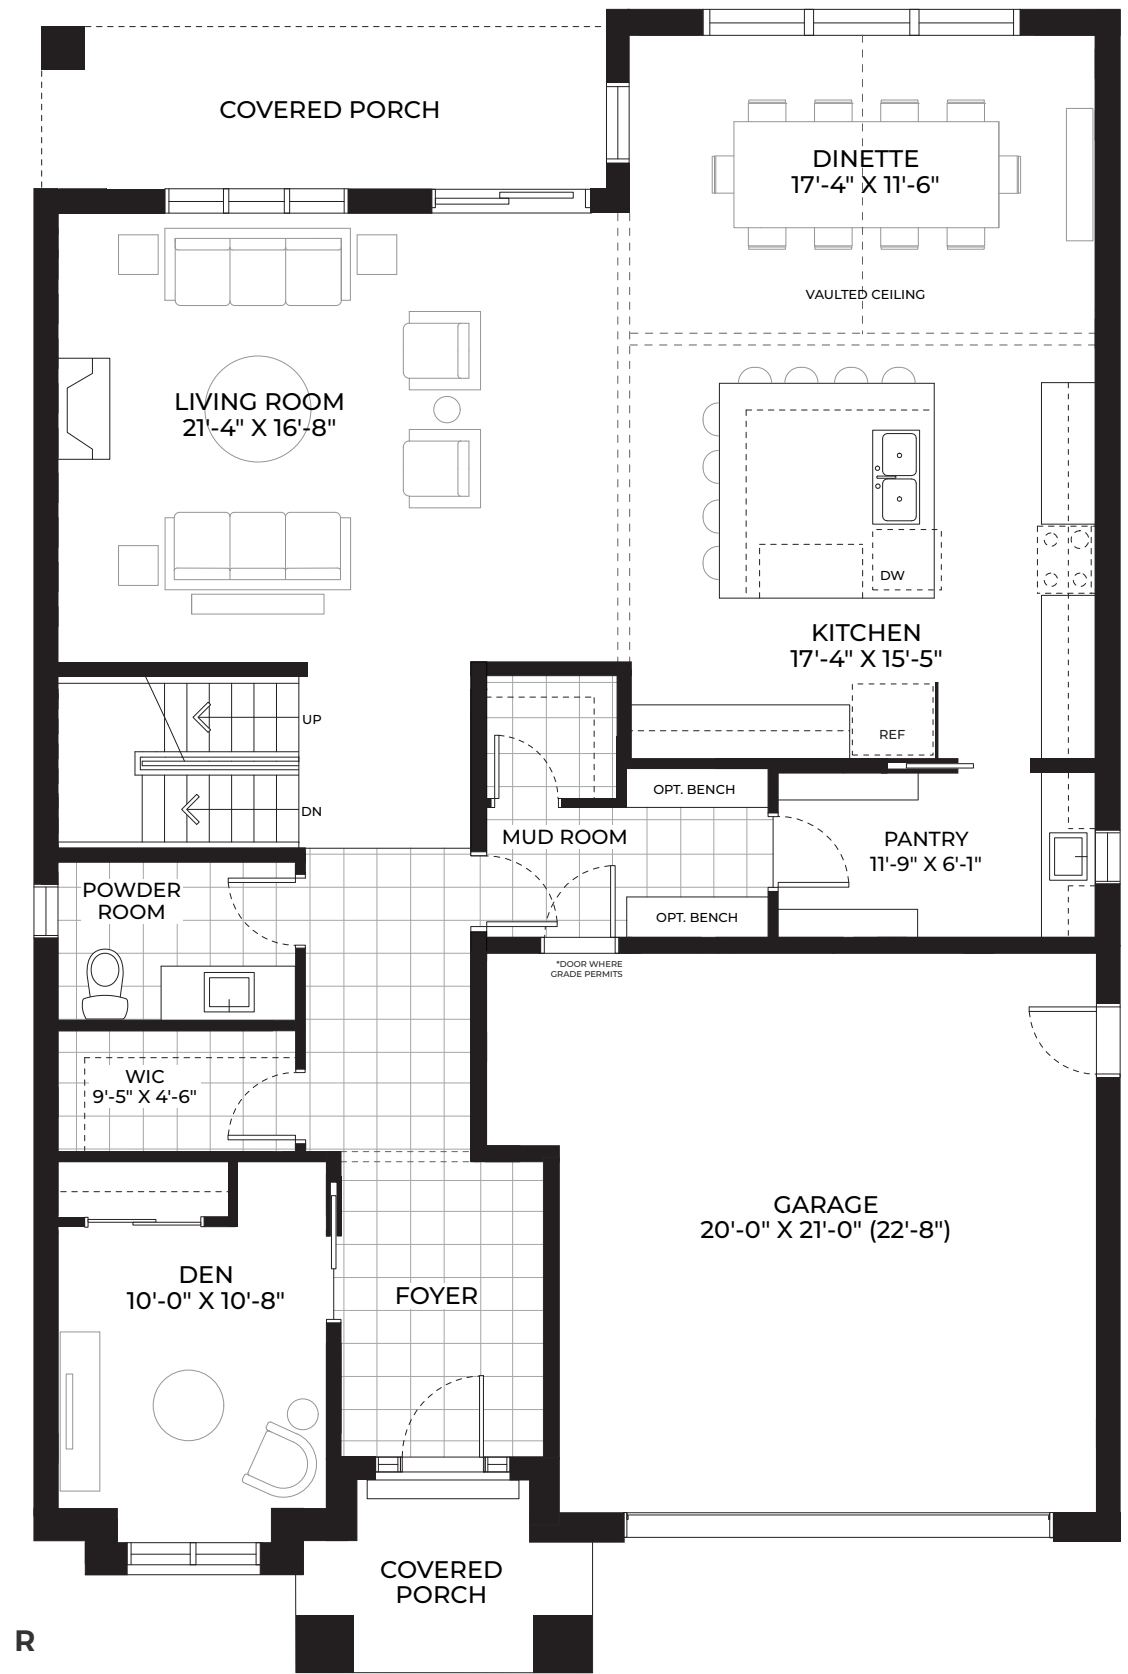 COVERED PORCH
DINETTE
17'-4" X 11'-6"
VAULTED CEILING
LIVING ROOM
21'-4" X 16'-8"
DW
KITCHEN
17'-4" X 15'-5"
UP
REF
OPT. BENCH
DN
MUD ROOM
PANTRY
11'-9" X 6'-1"
POWDER
ROOM
OPT. BENCH
*DOOR WHERE
GRADE PERMITS
WIC
9'-5" X 4'-6"
GARAGE
20'-0" X 21'-0" (22'-8")
DEN
10'-0" X 10'-8"
FOYER
COVERED
PORCH
R